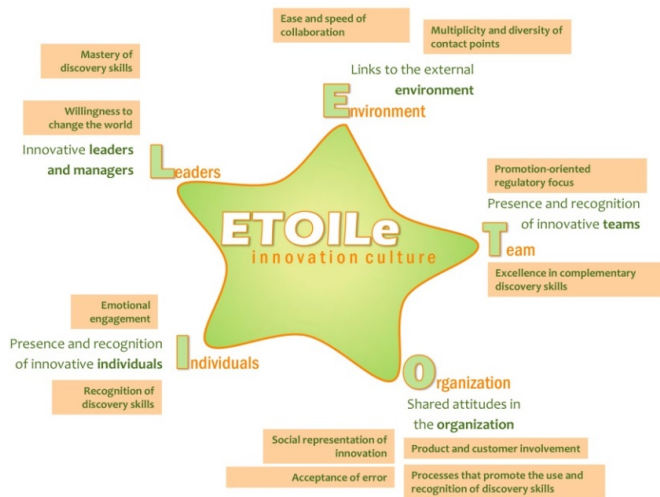 Ease and speed of
collaboration
Multiplicity and diversity of
contact points
Links to the external
environment
Environment
Mastery of
discovery skills
Willingness to
change the world
Innovative leaders
and managers
Leaders
ETOILe
innovation culture
Promotion-oriented
regulatory focus
Presence and recognition
of innovative teams
Team
Excellence in complementary
discovery skills
Emotional
engagement
Presence and recognition
of innovative individuals
Individuals
Recognition of
discovery skills
Organization
Shared attitudes in
the organization
Social representation of
innovation
Product and customer involvement
Acceptance of error
Processes that promote the use and
recognition of discovery skills